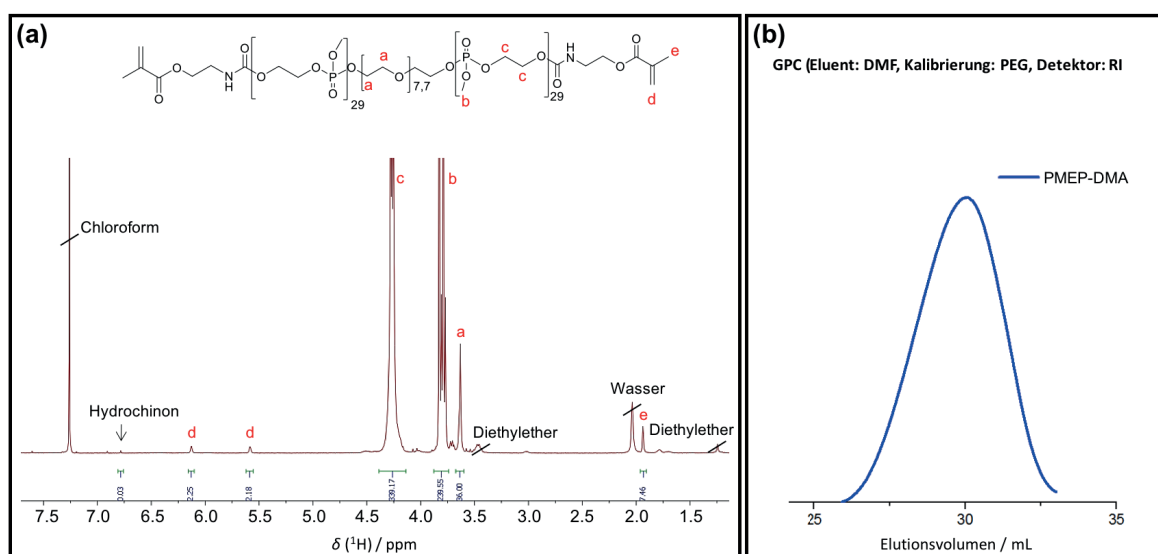 (a)
O
O
N
H
O
O
O
O
P
O
O
29
O
a
O
a
7,7
O
O
P
O
O
b
29
c
O
c
O
O
H
N
O
O
e
d
Chloroform
c
b
a
Hydrochinon
d
d
Diethylether
Wasser
e
Diethylether
0.03
2.25
2.18
339.17
239.55
36.00
7.46
7.5 7.0 6.5 6.0 5.5 5.0 4.5 4.0 3.5 3.0 2.5 2.0 1.5
δ (¹H) / ppm
(b)
GPC (Eluent: DMF, Kalibrierung: PEG, Detektor: RI
PMEP-DMA
25 30 35
Elutionsvolumen / mL